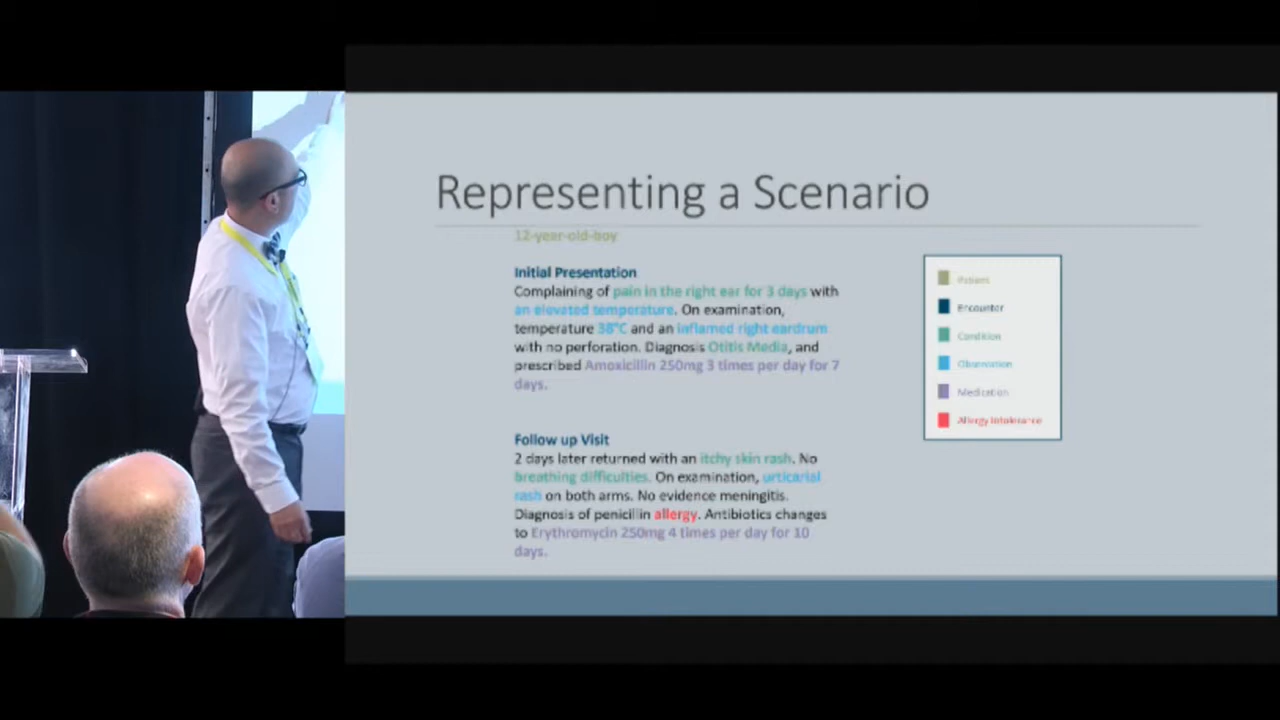 Representing a Scenario
12-year-old-boy
Initial Presentation
Complaining of pain in the right ear for 3 days with
an elevated temperature. On examination,
temperature 38°C and an inflamed right eardrum
with no perforation. Diagnosis Otitis Media, and
prescribed Amoxicillin 250mg 3 times per day for 7
days.
Follow up Visit
2 days later returned with an itchy skin rash. No
breathing difficulties. On examination, urticarial
rash on both arms. No evidence meningitis.
Diagnosis of penicillin allergy. Antibiotics changes
to Erythromycin 250mg 4 times per day for 10
days.
Patient
Encounter
Condition
Observation
Medication
Allergy Intolerance